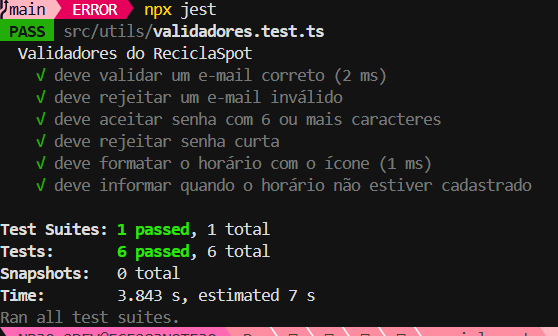 main ERROR npx jest
PASS src/utils/validadores.test.ts
Validadores do ReciclaSpot
√ deve validar um e-mail correto (2 ms)
√ deve rejeitar um e-mail inválido
√ deve aceitar senha com 6 ou mais caracteres
√ deve rejeitar senha curta
√ deve formatar o horário com o ícone (1 ms)
√ deve informar quando o horário não estiver cadastrado
Test Suites: 1 passed, 1 total
Tests: 6 passed, 6 total
Snapshots: 0 total
Time: 3.843 s, estimated 7 s
Ran all test suites.